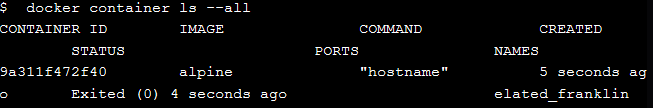 $ docker container ls --all
CONTAINER ID IMAGE COMMAND CREATED
STATUS PORTS NAMES
9a311f472f40 alpine "hostname" 5 seconds ag
o Exited (0) 4 seconds ago elated_franklin